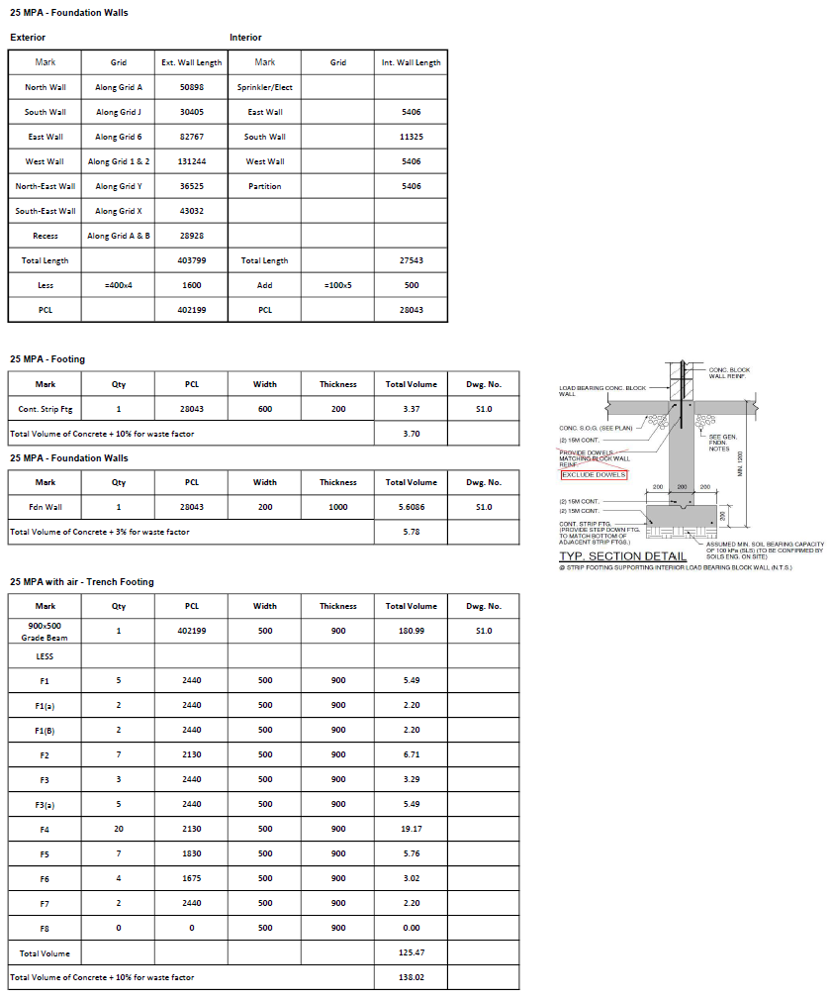 25 MPA - Foundation Walls
Exterior Interior
Mark Grid Ext. Wall Length Mark Grid Int. Wall Length
North Wall Along Grid A 50898 Sprinkler/Elect
South Wall Along Grid J 30405 East Wall 5406
East Wall Along Grid 6 82767 South Wall 11325
West Wall Along Grid 1 & 2 131244 West Wall 5406
North-East Wall Along Grid Y 36525 Partition 5406
South-East Wall Along Grid X 43032
Recess Along Grid A & B 28928
Total Length 403799 Total Length 27543
Less =400x4 1600 Add =100x5 500
PCL 402199 PCL 28043
25 MPA - Footing
Mark Qty PCL Width Thickness Total Volume Dwg. No.
Cont. Strip Ftg 1 28043 600 200 3.37 S1.0
Total Volume of Concrete + 10% for waste factor 3.70
25 MPA - Foundation Walls
Mark Qty PCL Width Thickness Total Volume Dwg. No.
Fdn Wall 1 28043 200 1000 5.6086 S1.0
Total Volume of Concrete + 3% for waste factor 5.78
CONC. BLOCK
WALL REINF.
LOAD BEARING CONC. BLOCK
WALL
CONC. S.O.G. (SEE PLAN)
(2) 15M CONT.
SEE GEN.
FNDN.
NOTES
PROVIDE DOWELS
MATCHING BLOCK WALL
REINF.
EXCLUDE DOWELS
MIN. 1200
200 200 200
(2) 15M CONT.
(2) 15M CONT.
200
CONT. STRIP FTG.
(PROVIDE STEP DOWN FTG.
TO MATCH BOTTOM OF
ADJACENT STRIP FTGS.)
ASSUMED MIN. SOIL BEARING CAPACITY
OF 100 kPa (SLS) (TO BE CONFIRMED BY
SOILS ENG. ON SITE)
TYP. SECTION DETAIL
@ STRIP FOOTING SUPPORTING INTERIOR LOAD BEARING BLOCK WALL (N.T.S.)
25 MPA with air - Trench Footing
Mark Qty PCL Width Thickness Total Volume Dwg. No.
900x500
Grade Beam 1 402199 500 900 180.99 S1.0
LESS
F1 5 2440 500 900 5.49
F1(a) 2 2440 500 900 2.20
F1(B) 2 2440 500 900 2.20
F2 7 2130 500 900 6.71
F3 3 2440 500 900 3.29
F3(a) 5 2440 500 900 5.49
F4 20 2130 500 900 19.17
F5 7 1830 500 900 5.76
F6 4 1675 500 900 3.02
F7 2 2440 500 900 2.20
F8 0 0 500 900 0.00
Total Volume 125.47
Total Volume of Concrete + 10% for waste factor 138.02